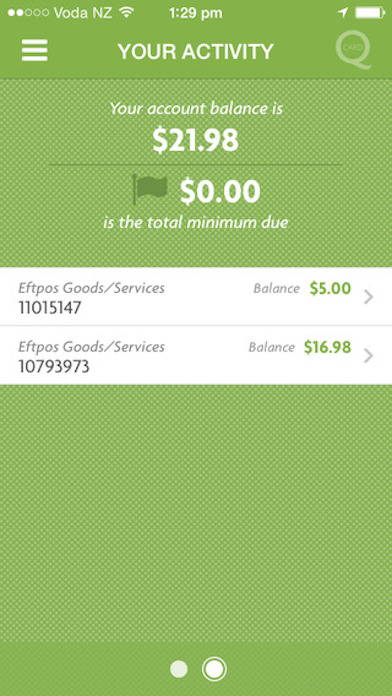 Voda NZ 1:29 pm
YOUR ACTIVITY
CARD
Q
Your account balance is
$21.98
$0.00
is the total minimum due
Eftpos Goods/Services Balance $5.00
11015147
Eftpos Goods/Services Balance $16.98
10793973